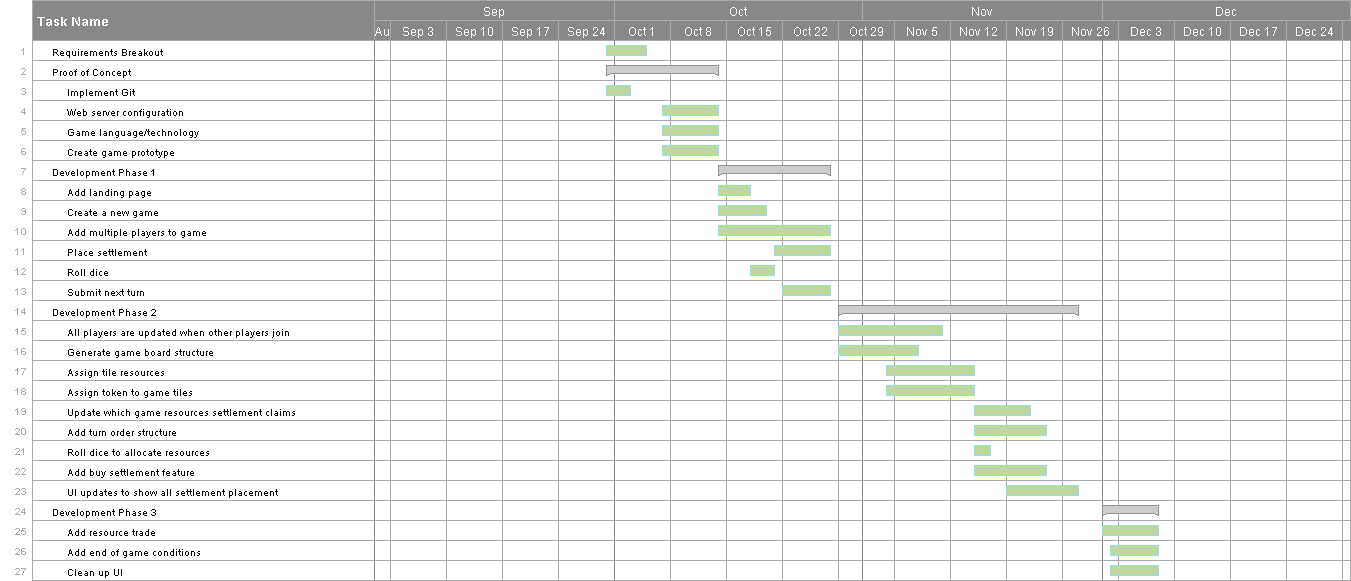 Task Name
Sep Oct Nov Dec
Au Sep 3 Sep 10 Sep 17 Sep 24 Oct 1 Oct 8 Oct 15 Oct 22 Oct 29 Nov 5 Nov 12 Nov 19 Nov 26 Dec 3 Dec 10 Dec 17 Dec 24
1 Requirements Breakout
2 Proof of Concept
3 Implement Git
4 Web server configuration
5 Game language/technology
6 Create game prototype
7 Development Phase 1
8 Add landing page
9 Create a new game
10 Add multiple players to game
11 Place settlement
12 Roll dice
13 Submit next turn
14 Development Phase 2
15 All players are updated when other players join
16 Generate game board structure
17 Assign tile resources
18 Assign token to game tiles
19 Update which game resources settlement claims
20 Add turn order structure
21 Roll dice to allocate resources
22 Add buy settlement feature
23 UI updates to show all settlement placement
24 Development Phase 3
25 Add resource trade
26 Add end of game conditions
27 Clean up UI